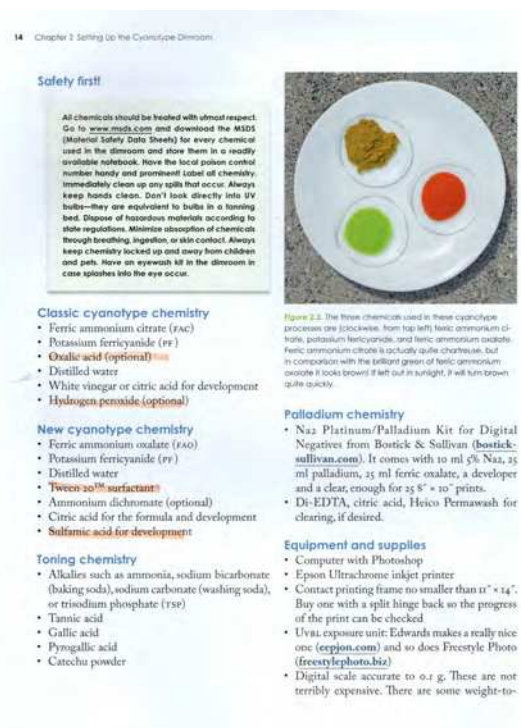 14 Chapter 2 Setting Up the Cyanotype Dimroom
Safety first!
All chemicals should be treated with utmost respect.
Go to www.msds.com and download the MSDS
(Material Safety Data Sheets) for every chemical
used in the dimroom and store them in a readily
available notebook. Have the local poison control
number handy and prominent! Label all chemistry.
Immediately clean up any spills that occur. Always
keep hands clean. Don't look directly into UV
bulbs—they are equivalent to bulbs in a tanning
bed. Dispose of hazardous materials according to
state regulations. Minimize absorption of chemicals
through breathing, ingestion, or skin contact. Always
keep chemistry locked up and away from children
and pets. Have an eyewash kit in the dimroom in
case splashes into the eye occur.
Classic cyanotype chemistry
• Ferric ammonium citrate (FAC)
• Potassium ferricyanide (PF)
• Oxalic acid (optional)
• Distilled water
• White vinegar or citric acid for development
• Hydrogen peroxide (optional)
New cyanotype chemistry
• Ferric ammonium oxalate (FAO)
• Potassium ferricyanide (PF)
• Distilled water
• Tween 20™ surfactant
• Ammonium dichromate (optional)
• Citric acid for the formula and development
• Sulfamic acid for development
Toning chemistry
• Alkalies such as ammonia, sodium bicarbonate
(baking soda), sodium carbonate (washing soda),
or trisodium phosphate (TSP)
• Tannic acid
• Gallic acid
• Pyrogallic acid
• Catechu powder
Figure 2.2. The three chemicals used in these cyanotype
processes are (clockwise, from top left) ferric ammonium ci-
trate, potassium ferricyanide, and ferric ammonium oxalate.
Ferric ammonium citrate is actually quite chartreuse, but
in comparison with the brilliant green of ferric ammonium
oxalate it looks brown! If left out in sunlight, it will turn brown
quite quickly.
Palladium chemistry
• Na2 Platinum/Palladium Kit for Digital
Negatives from Bostick & Sullivan (bostick-
sullivan.com). It comes with 10 ml 5% Na2, 25
ml palladium, 25 ml ferric oxalate, a developer
and a clear, enough for 25 8" × 10" prints.
• Di-EDTA, citric acid, Heico Permawash for
clearing, if desired.
Equipment and supplies
• Computer with Photoshop
• Epson Ultrachrome inkjet printer
• Contact printing frame no smaller than 11" × 14".
Buy one with a split hinge back so the progress
of the print can be checked
• UVBL exposure unit: Edwards makes a really nice
one (eepjon.com) and so does Freestyle Photo
(freestylephoto.biz)
• Digital scale accurate to 0.1 g. These are not
terribly expensive. There are some weight-to-